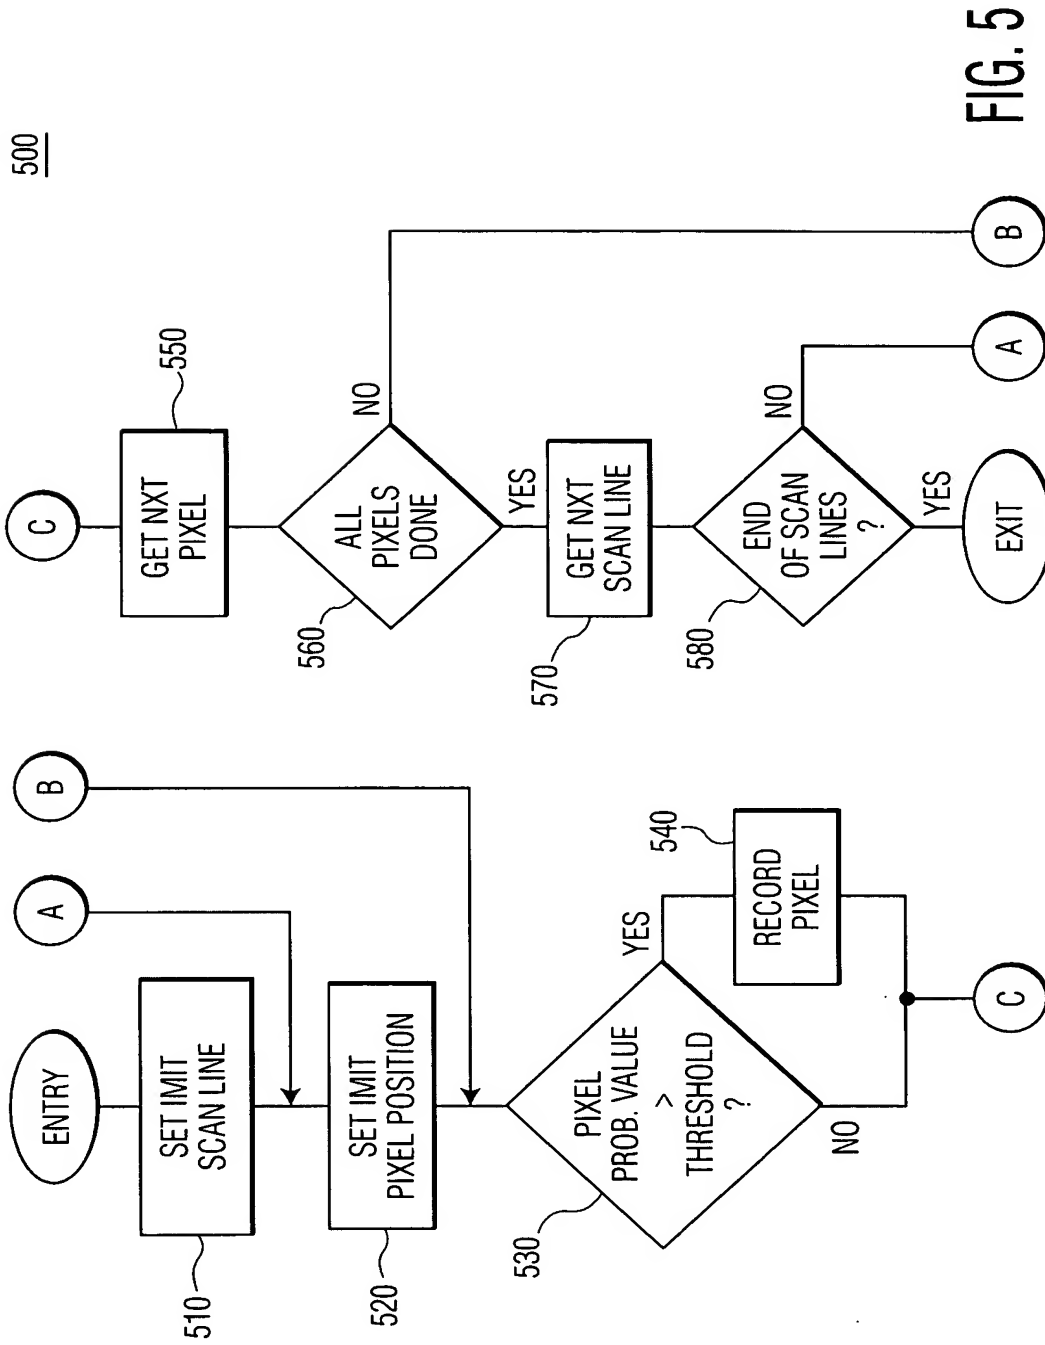 500
ENTRY
SET IMIT
SCAN LINE
510
A
B
SET IMIT
PIXEL POSITION
520
PIXEL
PROB. VALUE
>
THRESHOLD
?
530
YES
540
RECORD
PIXEL
NO
C
C
GET NXT
PIXEL
550
ALL
PIXELS
DONE
560
NO
YES
GET NXT
SCAN LINE
570
END
OF SCAN
LINES
?
580
NO
YES
EXIT
A
B
FIG. 5